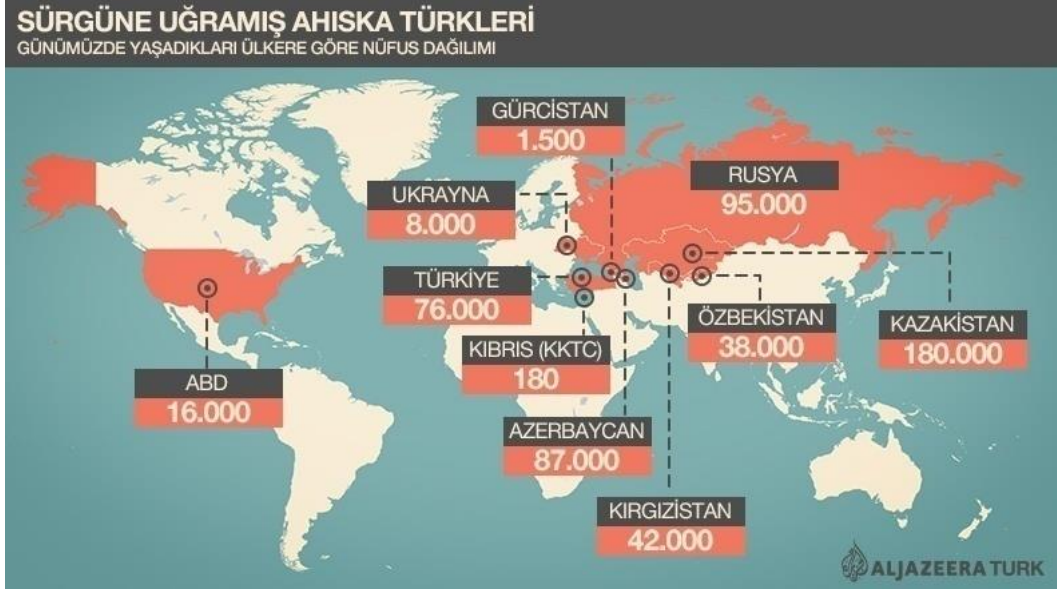 SÜRGÜNE UĞRAMIŞ AHISKA TÜRKLERİ
GÜNÜMÜZDE YAŞADIKLARI ÜLKERE GÖRE NÜFUS DAĞILIMI
GÜRCİSTAN
1.500
RUSYA
95.000
UKRAYNA
8.000
TÜRKİYE
76.000
ÖZBEKİSTAN
38.000
KAZAKİSTAN
180.000
KIBRIS (KKTC)
180
ABD
16.000
AZERBAYCAN
87.000
KIRGIZİSTAN
42.000
ALJAZEERA TURK